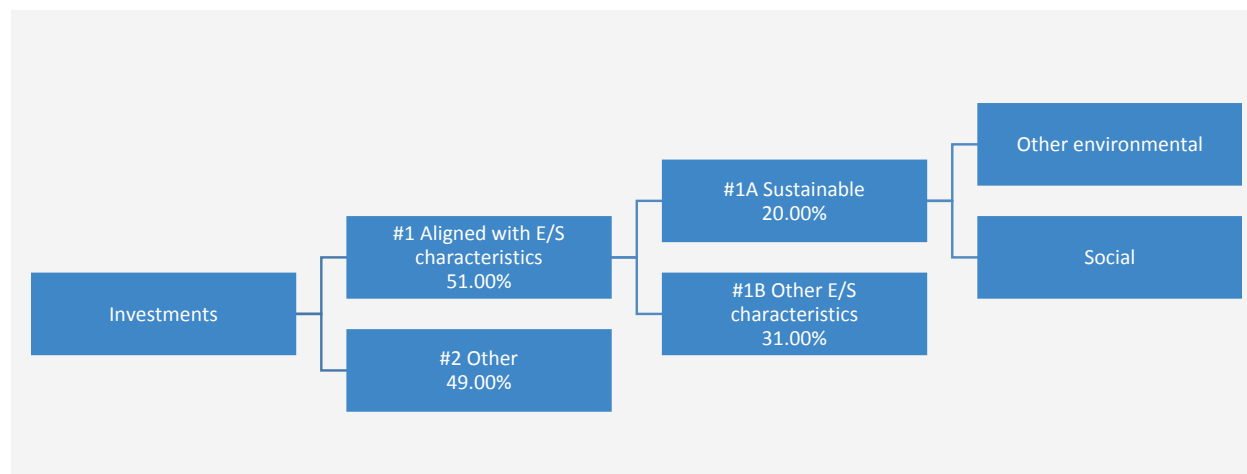 Investments
#1 Aligned with E/S
characteristics
51.00%
#2 Other
49.00%
#1A Sustainable
20.00%
#1B Other E/S
characteristics
31.00%
Other environmental
Social